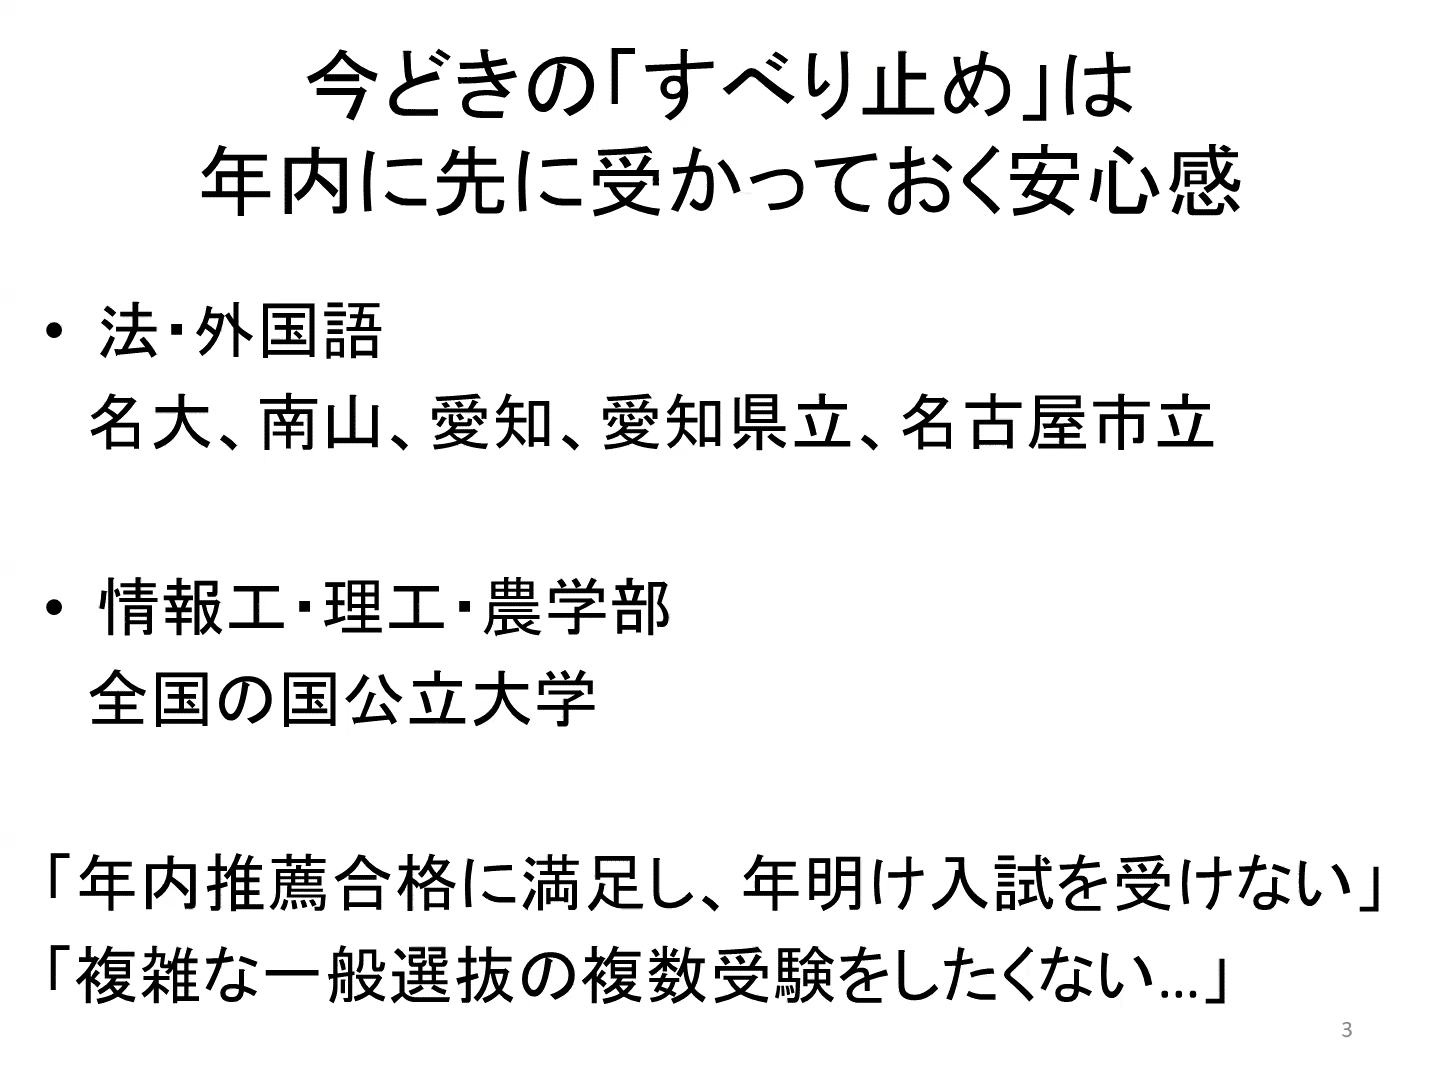 今どきの「すべり止め」は
年内に先に受かっておく安心感
• 法・外国語
名大、南山、愛知、愛知県立、名古屋市立
• 情報工・理工・農学部
全国の国公立大学
「年内推薦合格に満足し、年明け入試を受けない」
「複雑な一般選抜の複数受験をしたくない…」
3